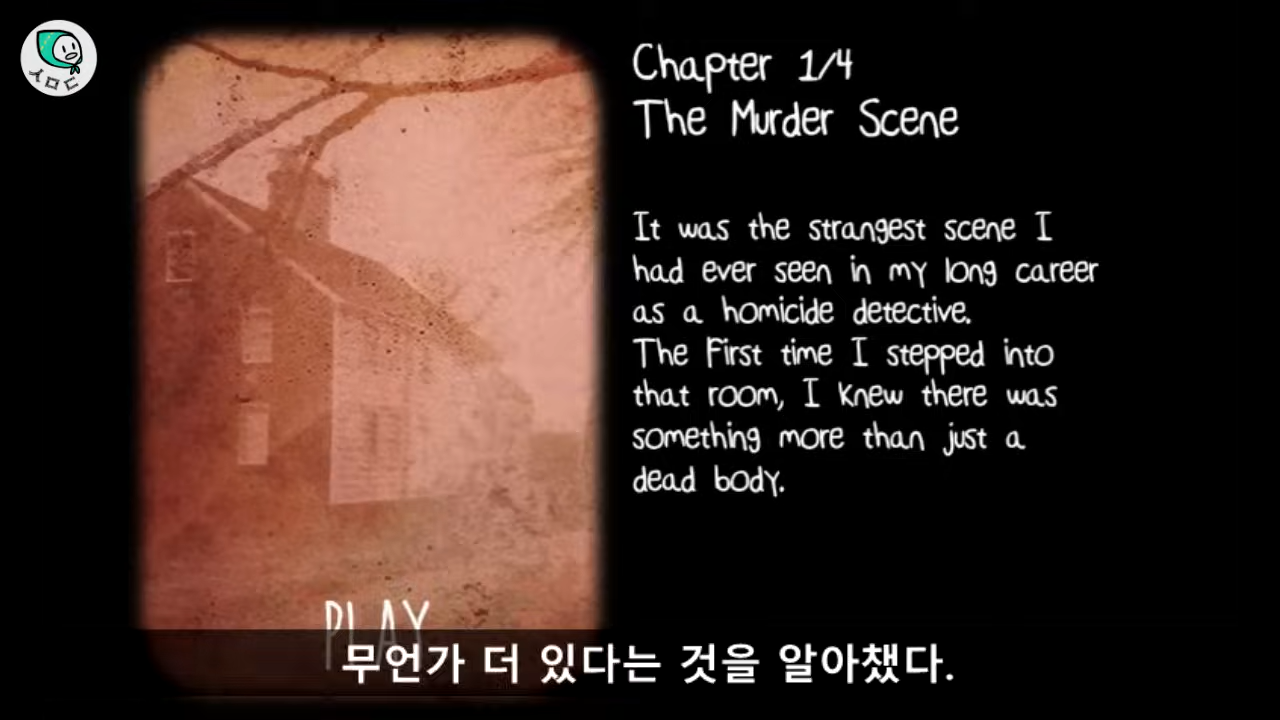 ㅅㅁㄷ
Chapter 1/4
The Murder Scene
It was the strangest scene I
had ever seen in my long career
as a homicide detective.
The First time I stepped into
that room, I knew there was
something more than just a
dead body.
PLAY
무언가 더 있다는 것을 알아챘다.